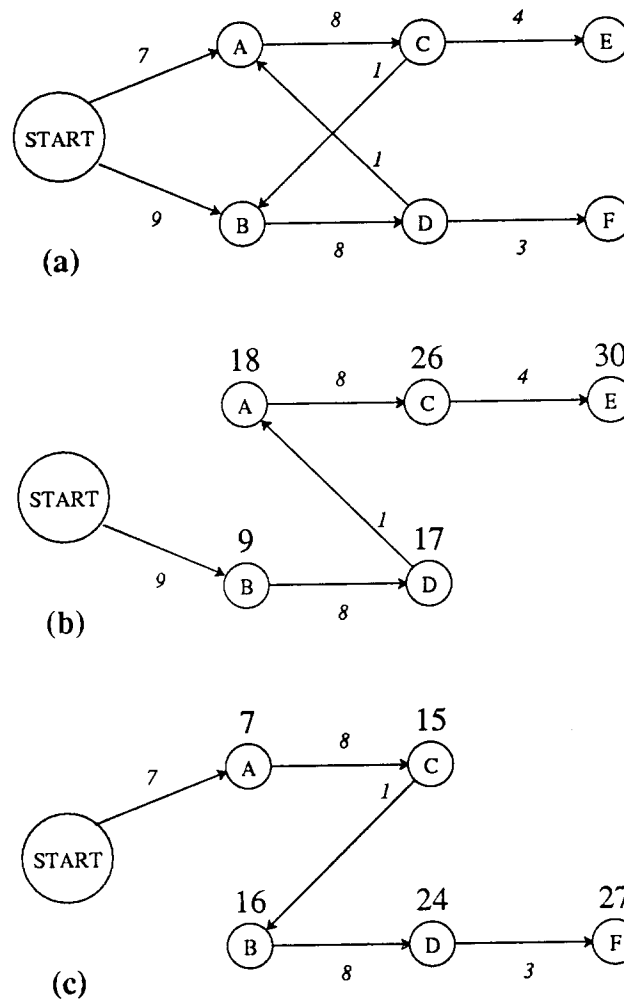 8 4
7 A C E
1
START
1
9 B D F
8 3
(a)
18 26 30
8 4
A C E
START
1
9 17
9 B D
8
(b)
7 15
8
7 A C
1
START
16 24 27
B D F
8 3
(c)